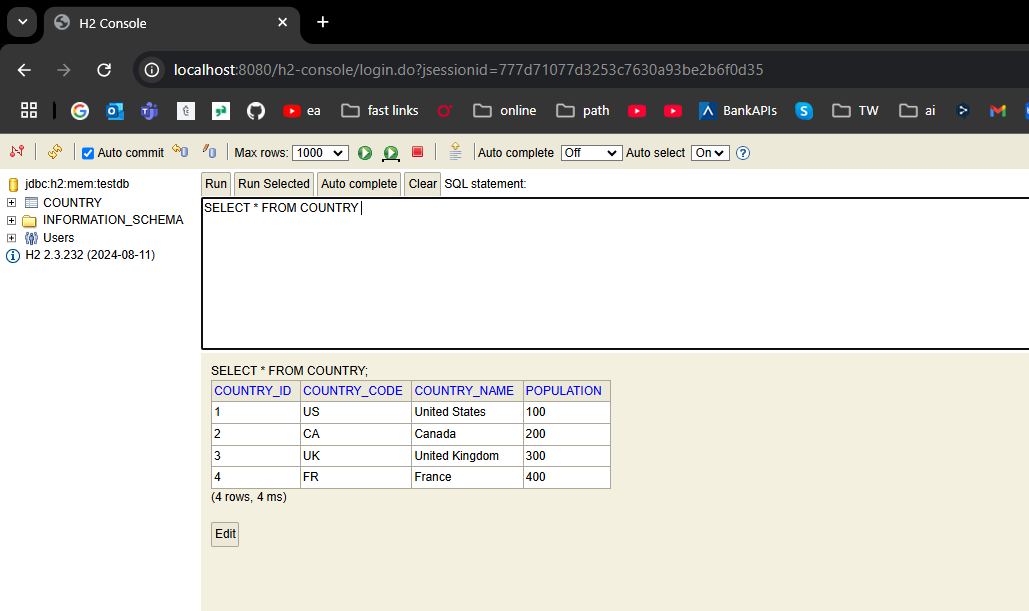 H2 Console
localhost:8080/h2-console/login.do?jsessionid=777d71077d3253c7630a93be2b6f0d35
ea fast links online path BankAPIs TW ai
Auto commit Max rows: 1000 Auto complete Off Auto select On
jdbc:h2:mem:testdb
COUNTRY
INFORMATION_SCHEMA
Users
H2 2.3.232 (2024-08-11)
Run Run Selected Auto complete Clear SQL statement:
SELECT * FROM COUNTRY
SELECT * FROM COUNTRY;
COUNTRY_ID COUNTRY_CODE COUNTRY_NAME POPULATION
1 US United States 100
2 CA Canada 200
3 UK United Kingdom 300
4 FR France 400
(4 rows, 4 ms)
Edit